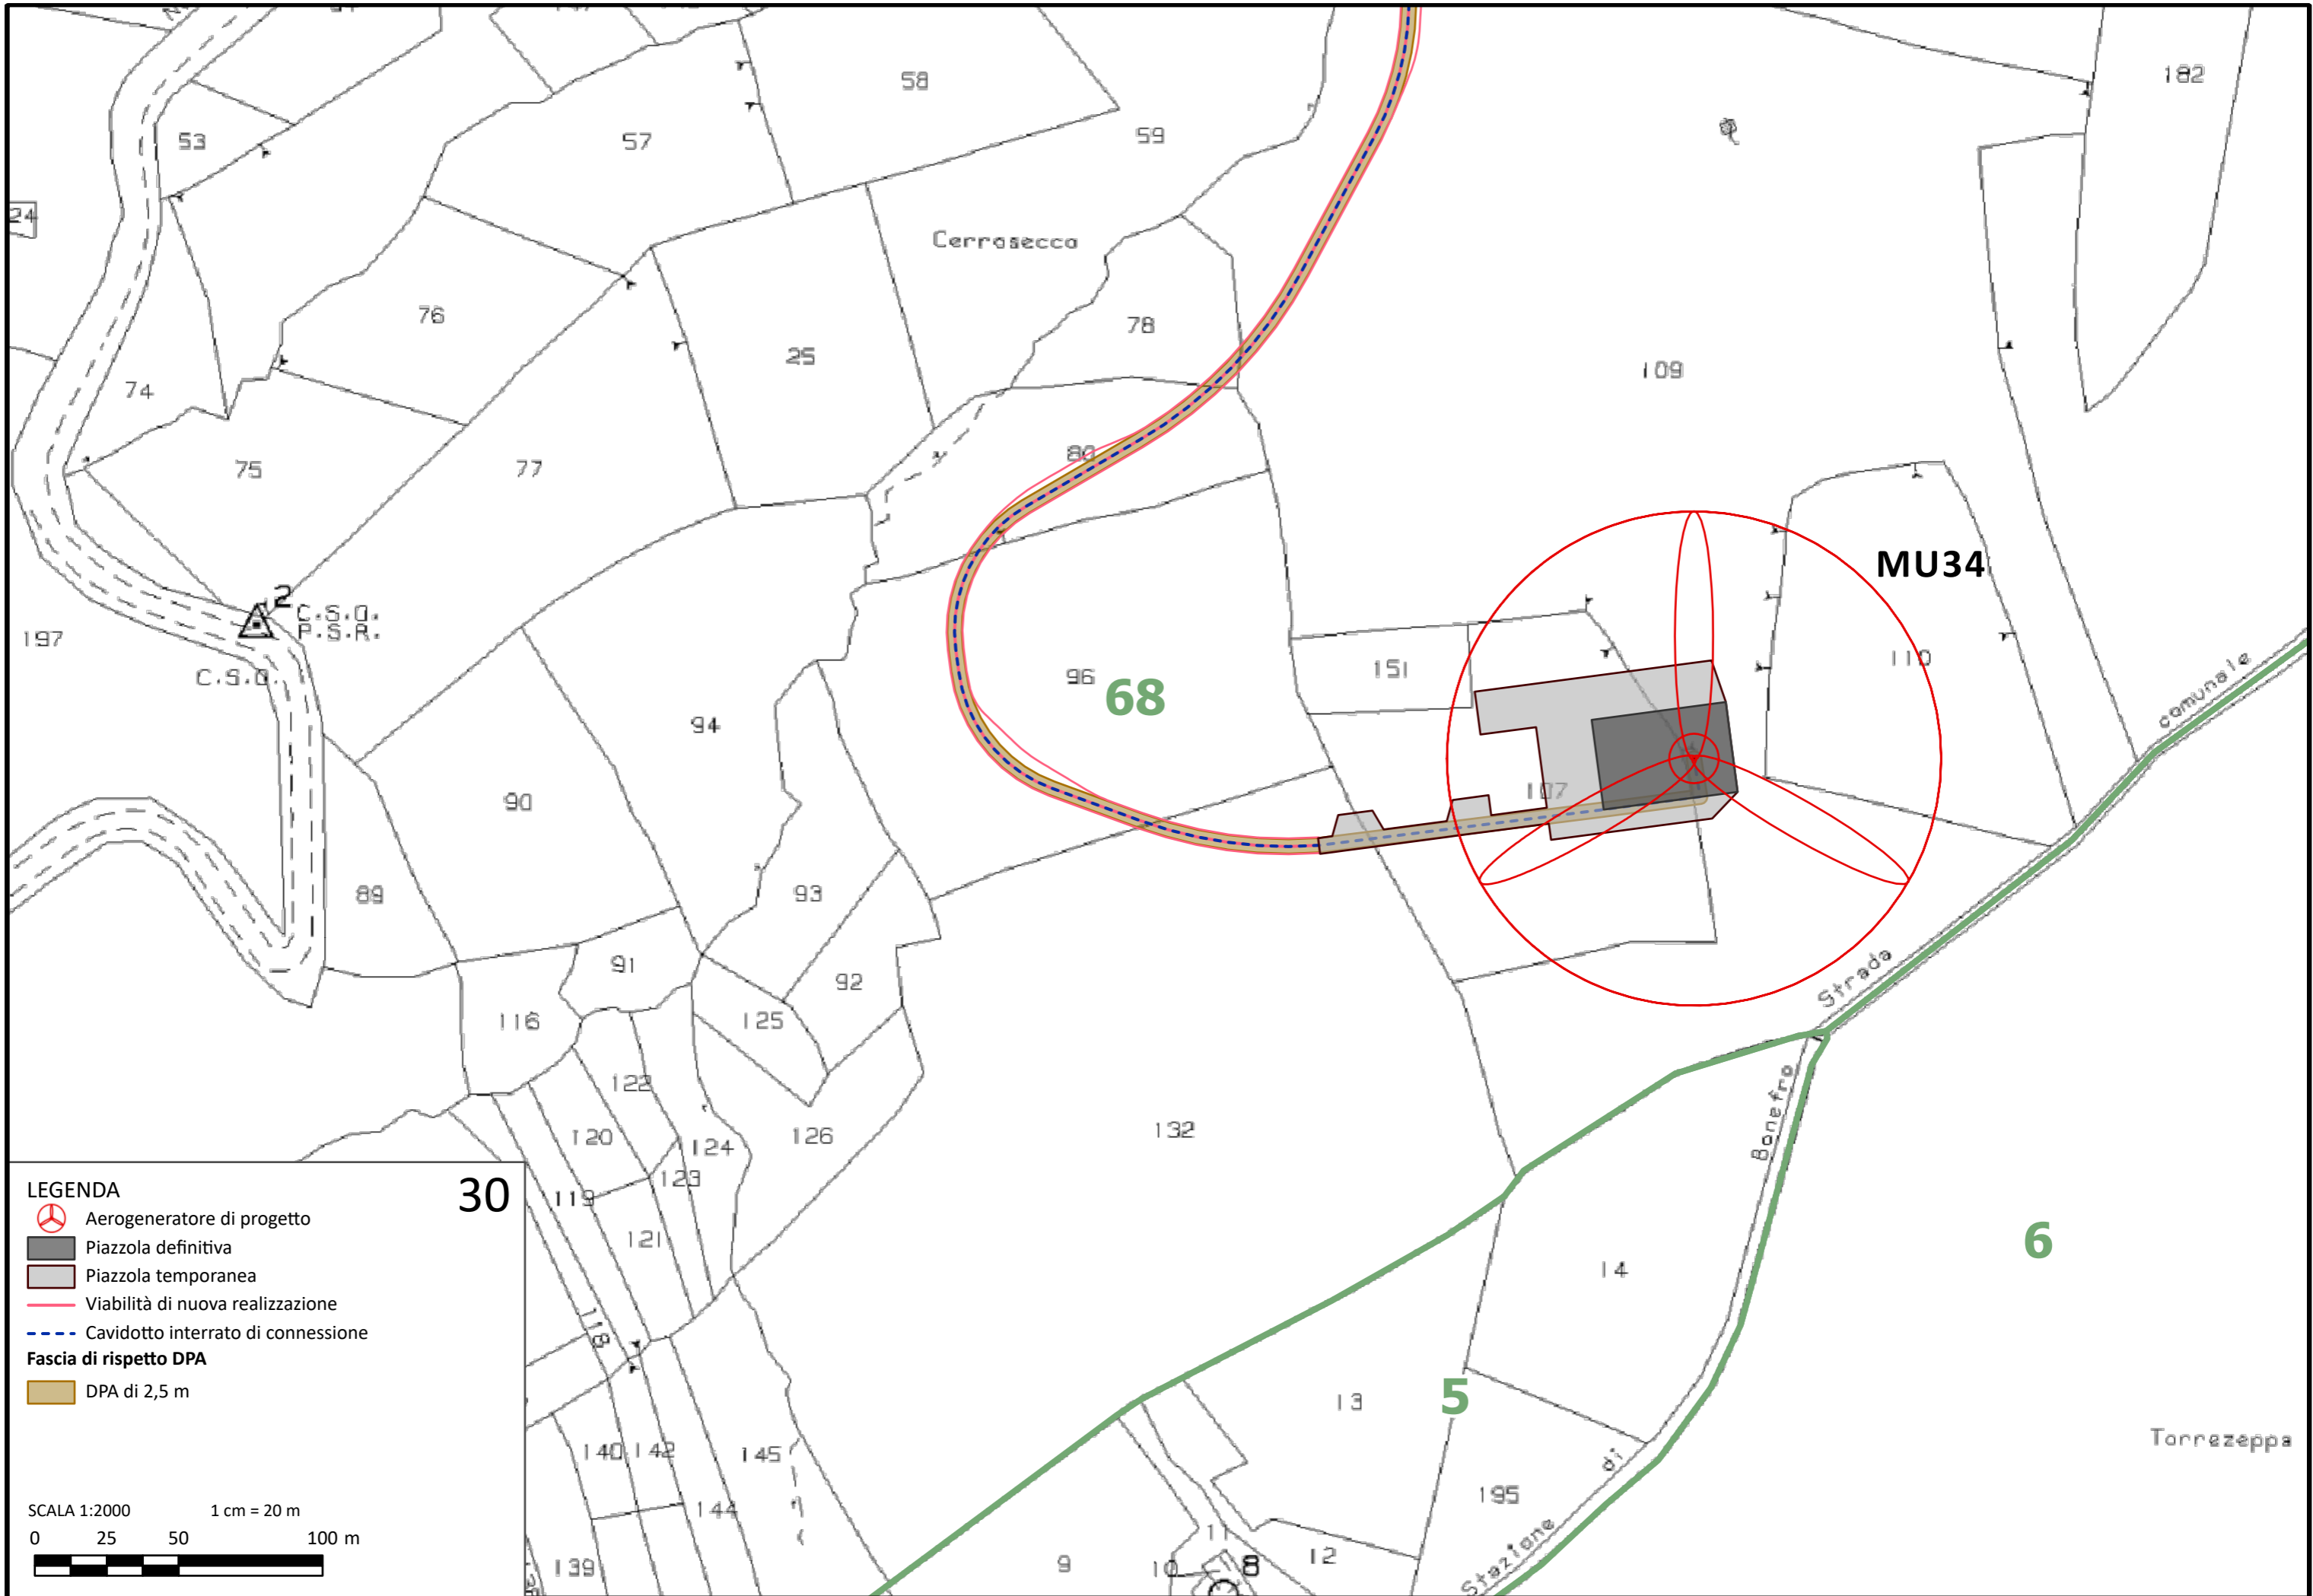 58
182
59
53
57
24
Cerrosecco
76
78
25
109
74
80
75
77
MU34
2
C.S.O.
P.S.R.
197
C.S.O.
151
110
96
68
comunale
94
107
90
93
89
91
92
Strada
116
125
122
Bonefro
120
124
126
132
123
119
121
14
6
118
13
5
140
142
145
Torrezeppa
di
195
144
11
9
10
8
12
139
Stazione
LEGENDA
30
Aerogeneratore di progetto
Piazzola definitiva
Piazzola temporanea
Viabilità di nuova realizzazione
Cavidotto interrato di connessione
Fascia di rispetto DPA
DPA di 2,5 m
SCALA 1:2000 1 cm = 20 m
0 25 50 100 m